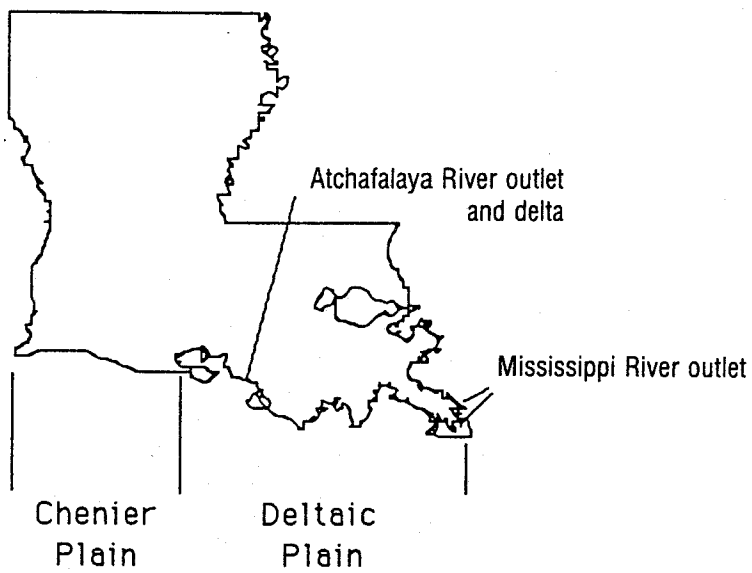 Atchafalaya River outlet
and delta
Mississippi River outlet
Chenier
Plain
Deltaic
Plain